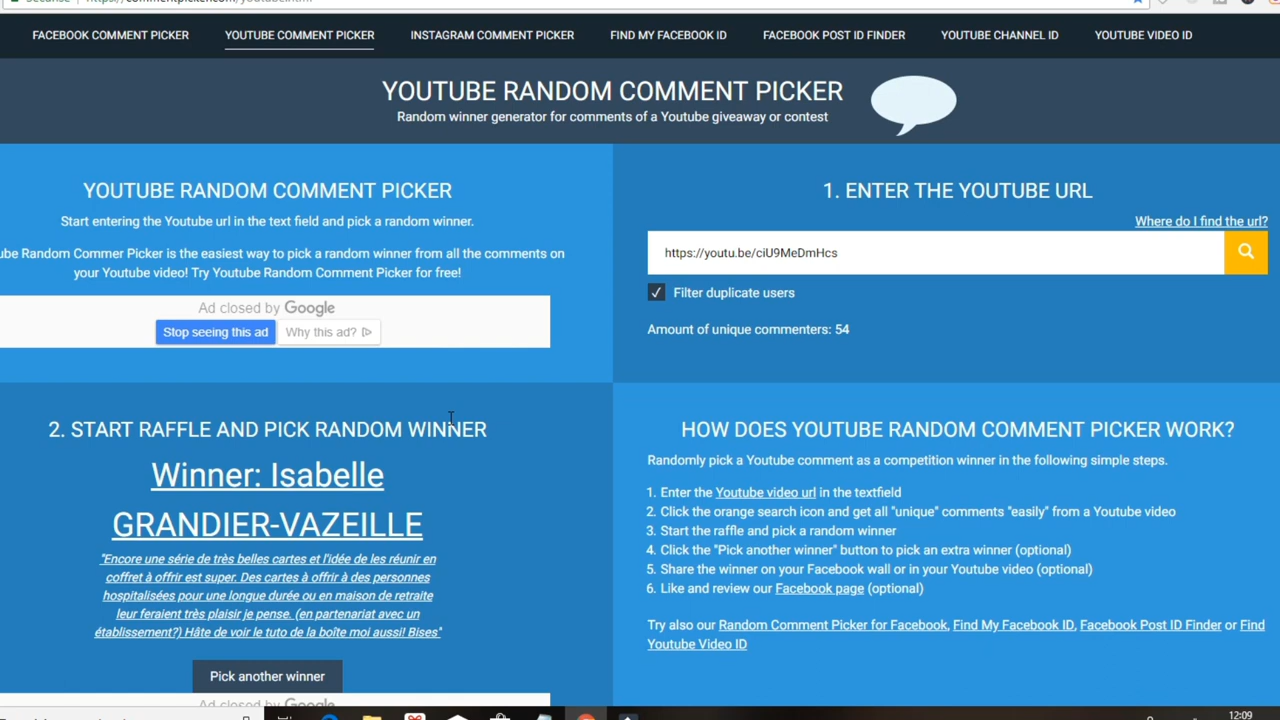 FACEBOOK COMMENT PICKER YOUTUBE COMMENT PICKER INSTAGRAM COMMENT PICKER FIND MY FACEBOOK ID FACEBOOK POST ID FINDER YOUTUBE CHANNEL ID YOUTUBE VIDEO ID
YOUTUBE RANDOM COMMENT PICKER
Random winner generator for comments of a Youtube giveaway or contest
YOUTUBE RANDOM COMMENT PICKER
Start entering the Youtube url in the text field and pick a random winner.
ube Random Commer Picker is the easiest way to pick a random winner from all the comments on
your Youtube video! Try Youtube Random Comment Picker for free!
Ad closed by Google
Stop seeing this ad Why this ad?
1. ENTER THE YOUTUBE URL
Where do I find the url?
https://youtu.be/ciU9MeDmHcs
Filter duplicate users
Amount of unique commenters: 54
2. START RAFFLE AND PICK RANDOM WINNER
Winner: Isabelle
GRANDIER-VAZEILLE
"Encore une série de très belles cartes et l'idée de les réunir en
coffret à offrir est super. Des cartes à offrir à des personnes
hospitalisées pour une longue durée ou en maison de retraite
leur feraient très plaisir je pense. (en partenariat avec un
établissement?) Hâte de voir le tuto de la boîte moi aussi! Bises"
Pick another winner
Ad closed by Google
HOW DOES YOUTUBE RANDOM COMMENT PICKER WORK?
Randomly pick a Youtube comment as a competition winner in the following simple steps.
1. Enter the Youtube video url in the textfield
2. Click the orange search icon and get all "unique" comments "easily" from a Youtube video
3. Start the raffle and pick a random winner
4. Click the "Pick another winner" button to pick an extra winner (optional)
5. Share the winner on your Facebook wall or in your Youtube video (optional)
6. Like and review our Facebook page (optional)
Try also our Random Comment Picker for Facebook, Find My Facebook ID, Facebook Post ID Finder or Find
Youtube Video ID
12:09